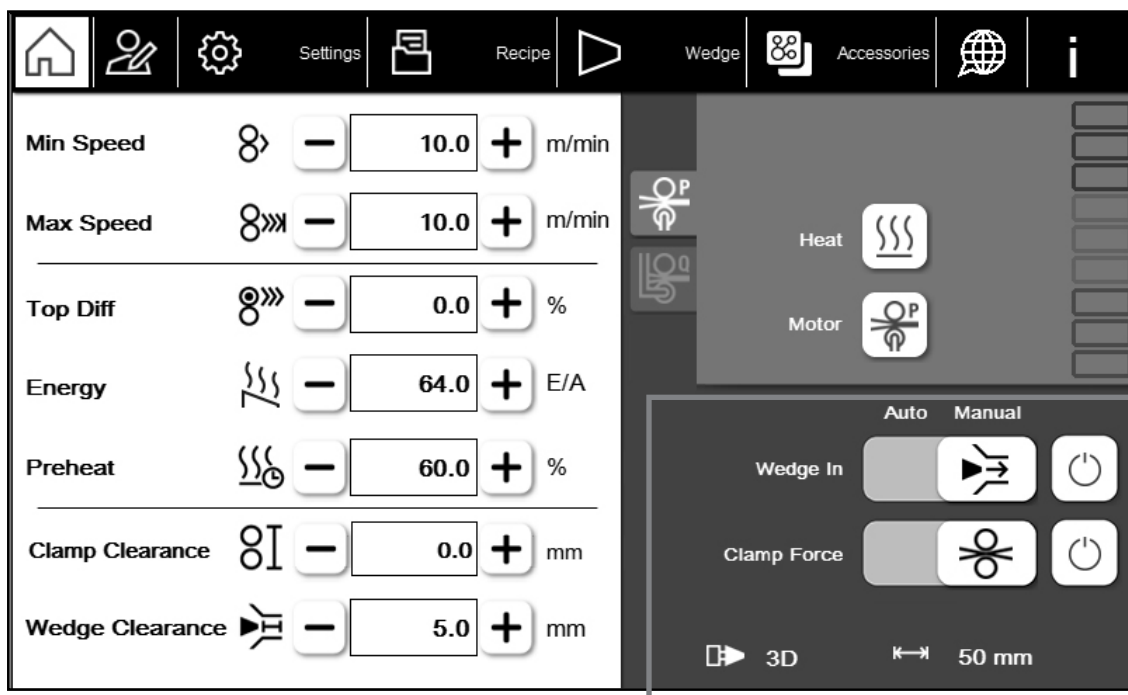 Settings Recipe Wedge Accessories i
Min Speed 10.0 m/min
Max Speed 10.0 m/min
Top Diff 0.0 %
Energy 64.0 E/A
Preheat 60.0 %
Clamp Clearance 0.0 mm
Wedge Clearance 5.0 mm
P
Q
Heat
Motor P
Auto Manual
Wedge In
Clamp Force
3D 50 mm